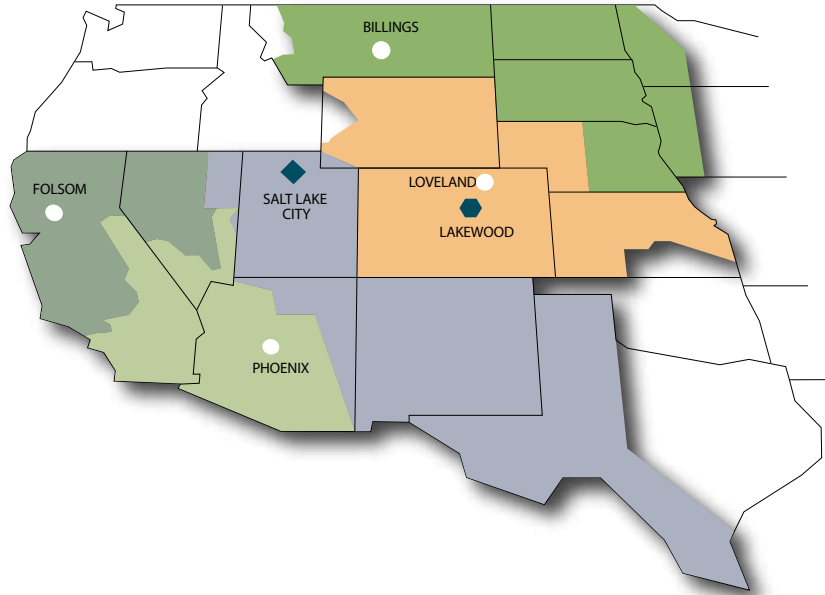 BILLINGS
LOVELAND
FOLSOM
SALT LAKE
CITY
LAKEWOOD
PHOENIX